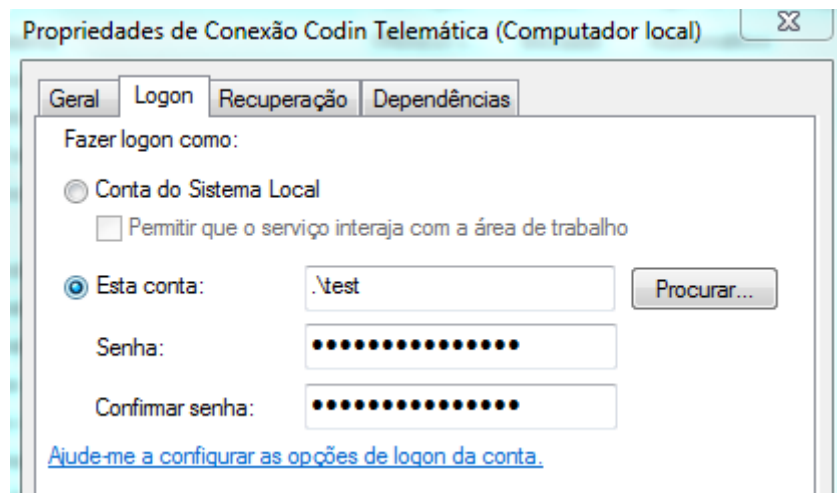 Propriedades de Conexão Codin Telemática (Computador local)
Geral Logon Recuperação Dependências
Fazer logon como:
Conta do Sistema Local
Permitir que o serviço interaja com a área de trabalho
Esta conta: .\test Procurar...
Senha: ●●●●●●●●●●●●●●●
Confirmar senha: ●●●●●●●●●●●●●●●
Ajude-me a configurar as opções de logon da conta.